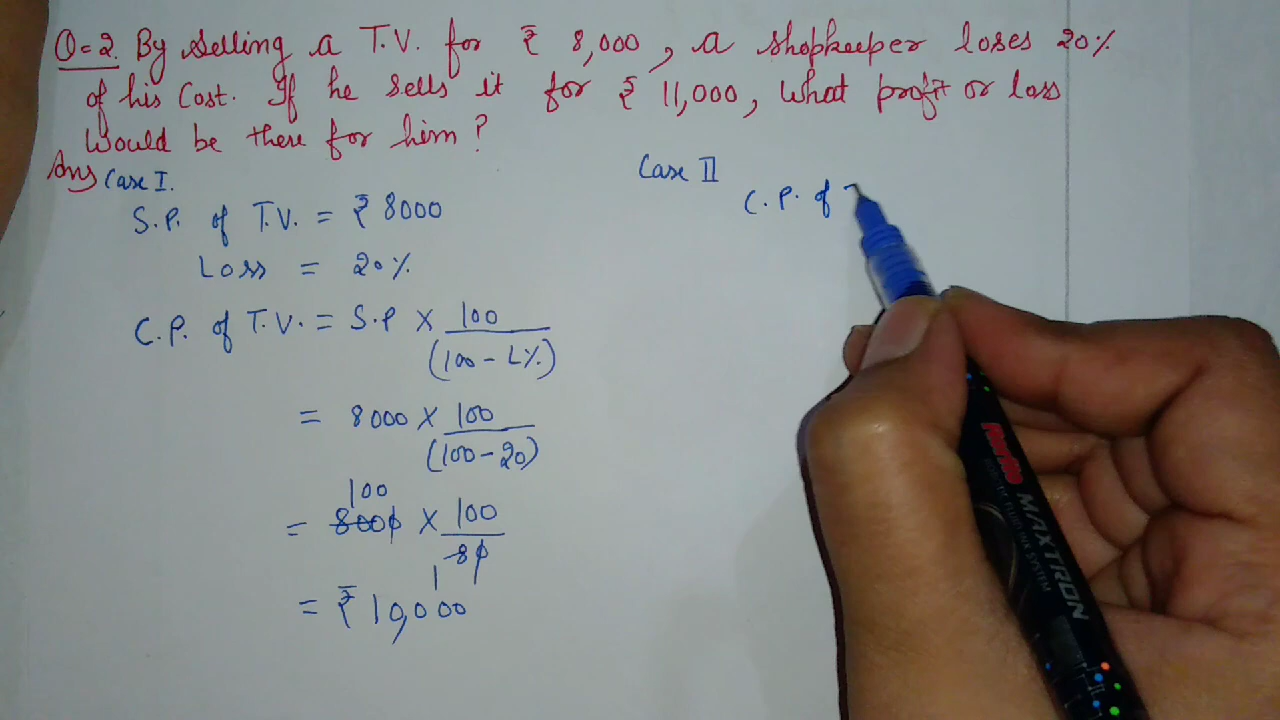 Q=2. By selling a T.V. for ₹ 8,000, a shopkeeper loses 20%
of his Cost. If he sells it for ₹ 11,000, what profit or loss
would be there for him?
Ans Case I.
S.P. of T.V. = ₹ 8000
Loss = 20%
C.P. of T.V. = S.P × 100
(100 - L%)
= 8000 × 100
(100-20)
100
= 8000 × 100
80
1
= ₹ 10,000
Case II
C.P. of T
MAXTRON